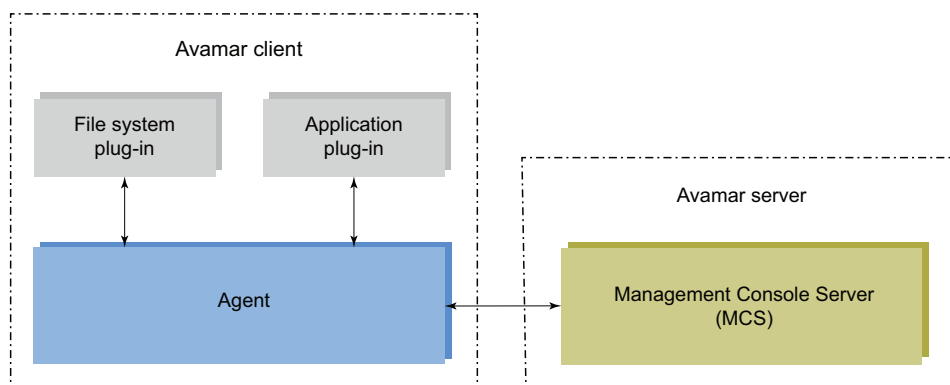 Avamar client
File system
plug-in
Application
plug-in
Avamar server
Agent
Management Console Server
(MCS)